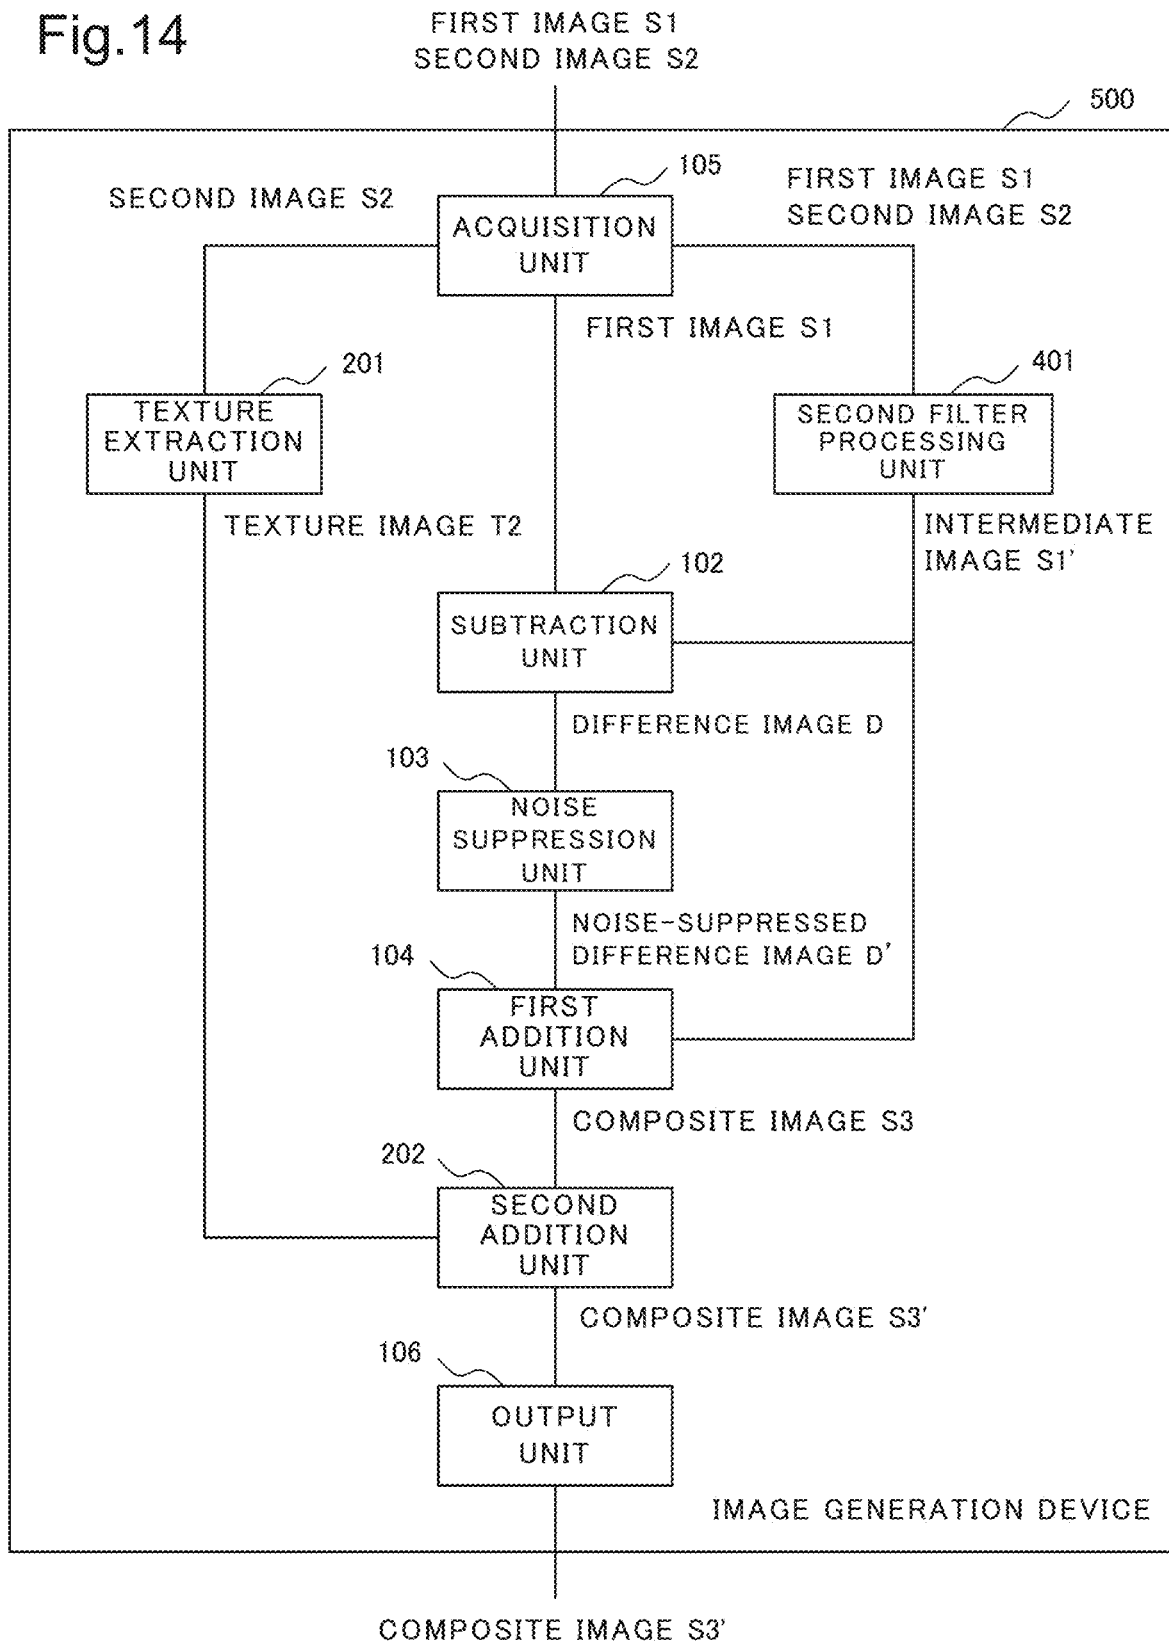 Fig.14
FIRST IMAGE S1
SECOND IMAGE S2
500
105
SECOND IMAGE S2
FIRST IMAGE S1
SECOND IMAGE S2
ACQUISITION
UNIT
FIRST IMAGE S1
201
401
TEXTURE
EXTRACTION
UNIT
SECOND FILTER
PROCESSING
UNIT
TEXTURE IMAGE T2
INTERMEDIATE
IMAGE S1'
102
SUBTRACTION
UNIT
DIFFERENCE IMAGE D
103
NOISE
SUPPRESSION
UNIT
NOISE-SUPPRESSED
DIFFERENCE IMAGE D'
104
FIRST
ADDITION
UNIT
COMPOSITE IMAGE S3
202
SECOND
ADDITION
UNIT
COMPOSITE IMAGE S3'
106
OUTPUT
UNIT
IMAGE GENERATION DEVICE
COMPOSITE IMAGE S3'